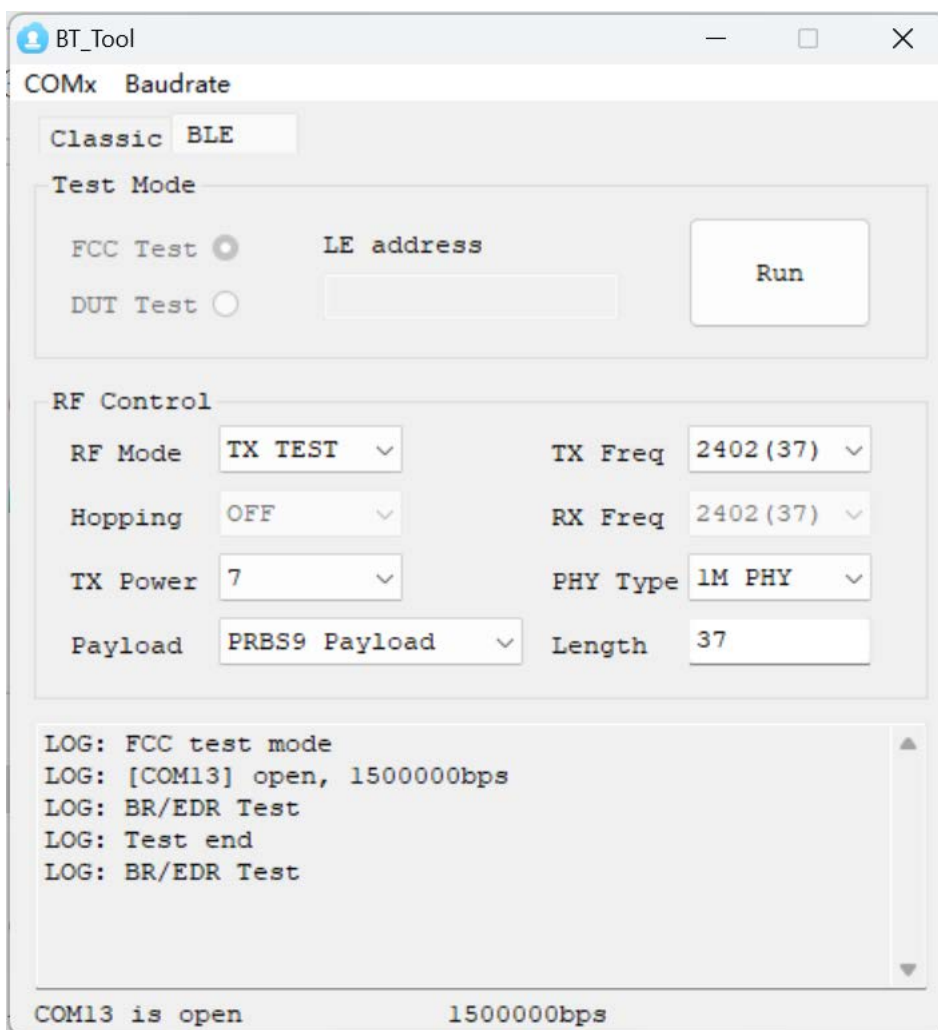 BT_Tool
COMx Baudrate
Classic BLE
Test Mode
FCC Test LE address
Run
DUT Test
RF Control
RF Mode TX TEST TX Freq 2402(37)
Hopping OFF RX Freq 2402(37)
TX Power 7 PHY Type 1M PHY
Payload PRBS9 Payload Length 37
LOG: FCC test mode
LOG: [COM13] open, 1500000bps
LOG: BR/EDR Test
LOG: Test end
LOG: BR/EDR Test
COM13 is open 1500000bps